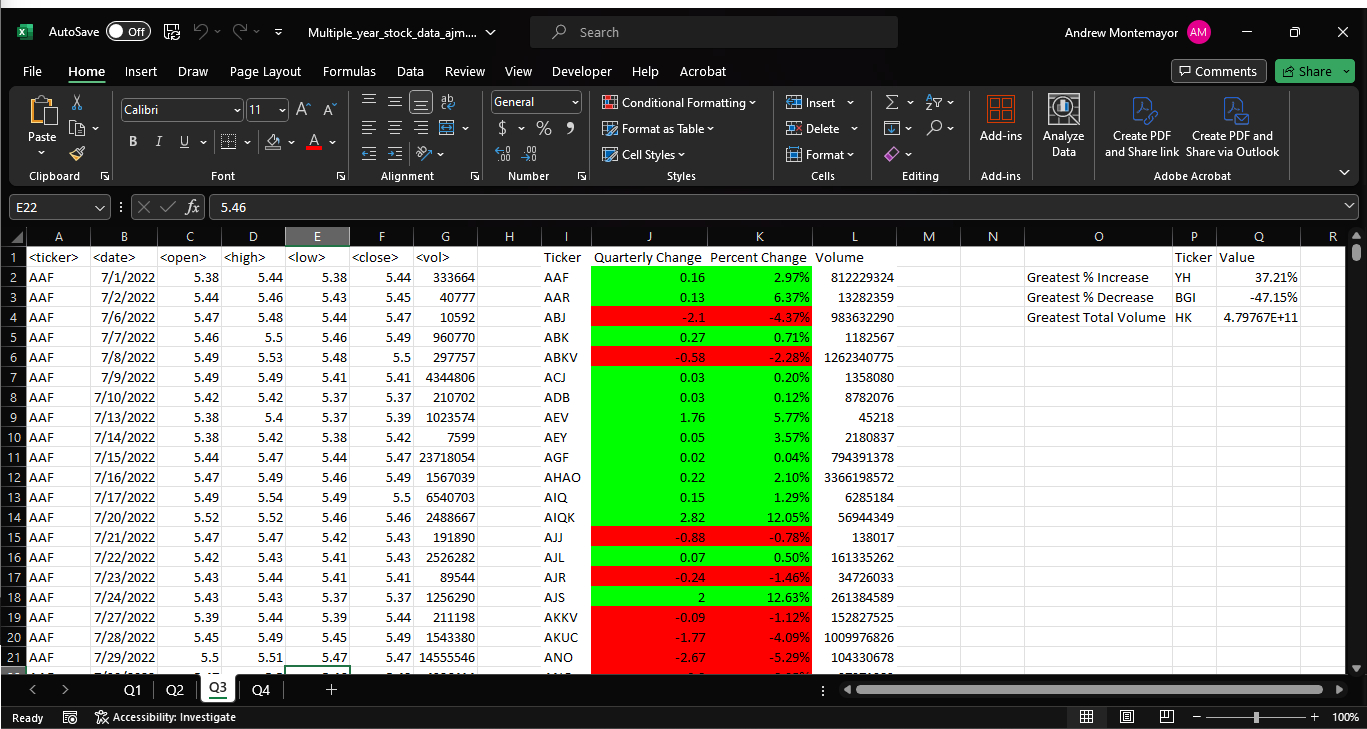 AutoSave Off Multiple_year_stock_data_ajm.... Search Andrew Montemayor AM
File Home Insert Draw Page Layout Formulas Data Review View Developer Help Acrobat Comments Share
Paste Calibri 11 General Conditional Formatting Format as Table Cell Styles Insert Delete Format Add-ins Analyze Data Create PDF and Share link Create PDF and Share via Outlook
Clipboard Font Alignment Number Styles Cells Editing Add-ins Adobe Acrobat
E22 fx 5.46
A B C D E F G H I J K L M N O P Q R
1 <ticker> <date> <open> <high> <low> <close> <vol> Ticker Quarterly Change Percent Change Volume Ticker Value
2 AAF 7/1/2022 5.38 5.44 5.38 5.44 333664 AAF 0.16 2.97% 812229324 Greatest % Increase YH 37.21%
3 AAF 7/2/2022 5.44 5.46 5.43 5.45 40777 AAR 0.13 6.37% 13282359 Greatest % Decrease BGI -47.15%
4 AAF 7/6/2022 5.47 5.48 5.44 5.47 10592 ABJ -2.1 -4.37% 983632290 Greatest Total Volume HK 4.79767E+11
5 AAF 7/7/2022 5.46 5.5 5.46 5.49 960770 ABK 0.27 0.71% 1182567
6 AAF 7/8/2022 5.49 5.53 5.48 5.5 297757 ABKV -0.58 -2.28% 1262340775
7 AAF 7/9/2022 5.49 5.49 5.41 5.41 4344806 ACJ 0.03 0.20% 1358080
8 AAF 7/10/2022 5.42 5.42 5.37 5.37 210702 ADB 0.03 0.12% 8782076
9 AAF 7/13/2022 5.38 5.4 5.37 5.39 1023574 AEV 1.76 5.77% 45218
10 AAF 7/14/2022 5.38 5.42 5.38 5.42 7599 AEY 0.05 3.57% 2180837
11 AAF 7/15/2022 5.44 5.47 5.44 5.47 23718054 AGF 0.02 0.04% 794391378
12 AAF 7/16/2022 5.47 5.49 5.46 5.49 1567039 AHAO 0.22 2.10% 3366198572
13 AAF 7/17/2022 5.49 5.54 5.49 5.5 6540703 AIQ 0.15 1.29% 6285184
14 AAF 7/20/2022 5.52 5.52 5.46 5.46 2488667 AIQK 2.82 12.05% 56944349
15 AAF 7/21/2022 5.47 5.47 5.42 5.43 191890 AJJ -0.88 -0.78% 138017
16 AAF 7/22/2022 5.42 5.43 5.41 5.43 2526282 AJL 0.07 0.50% 161335262
17 AAF 7/23/2022 5.43 5.44 5.41 5.41 89544 AJR -0.24 -1.46% 34726033
18 AAF 7/24/2022 5.43 5.43 5.37 5.37 1256290 AJS 2 12.63% 261384589
19 AAF 7/27/2022 5.39 5.44 5.39 5.44 211198 AKKV -0.09 -1.12% 152827525
20 AAF 7/28/2022 5.45 5.49 5.45 5.49 1543380 AKUC -1.77 -4.09% 1009976826
21 AAF 7/29/2022 5.5 5.51 5.47 5.47 14555546 ANO -2.67 -5.29% 104330678
Q1 Q2 Q3 Q4
Ready Accessibility: Investigate 100%